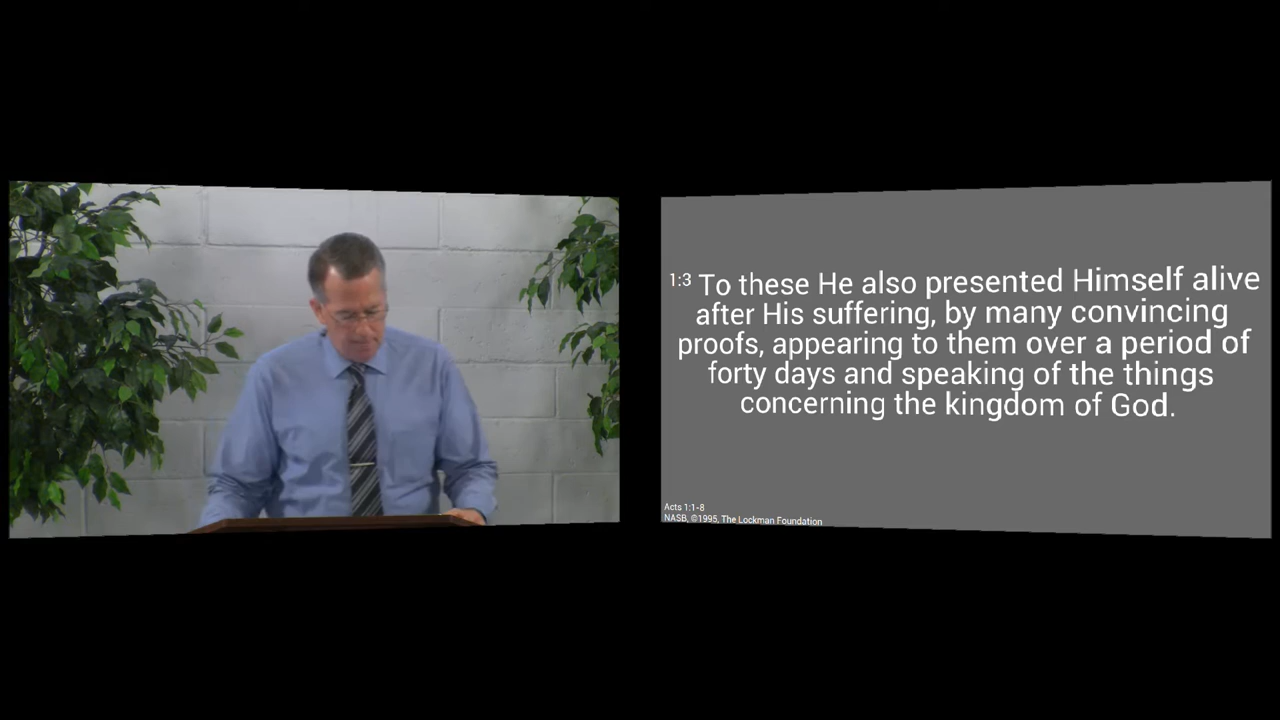 1:3 To these He also presented Himself alive
after His suffering, by many convincing
proofs, appearing to them over a period of
forty days and speaking of the things
concerning the kingdom of God.
Acts 1:1-8
NASB, ©1995, The Lockman Foundation